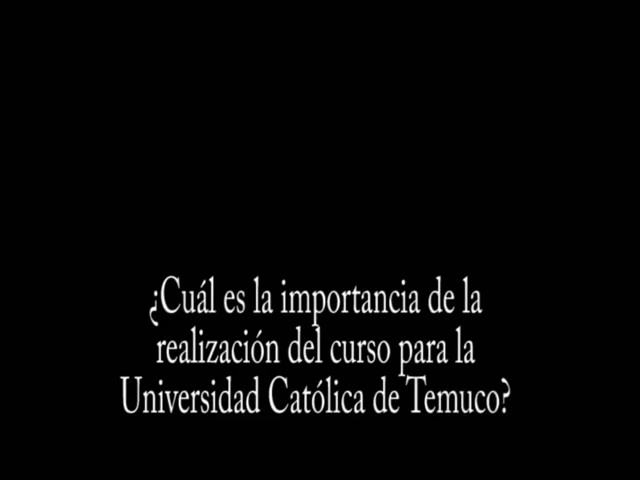 ¿Cuál es la importancia de la
realización del curso para la
Universidad Católica de Temuco?